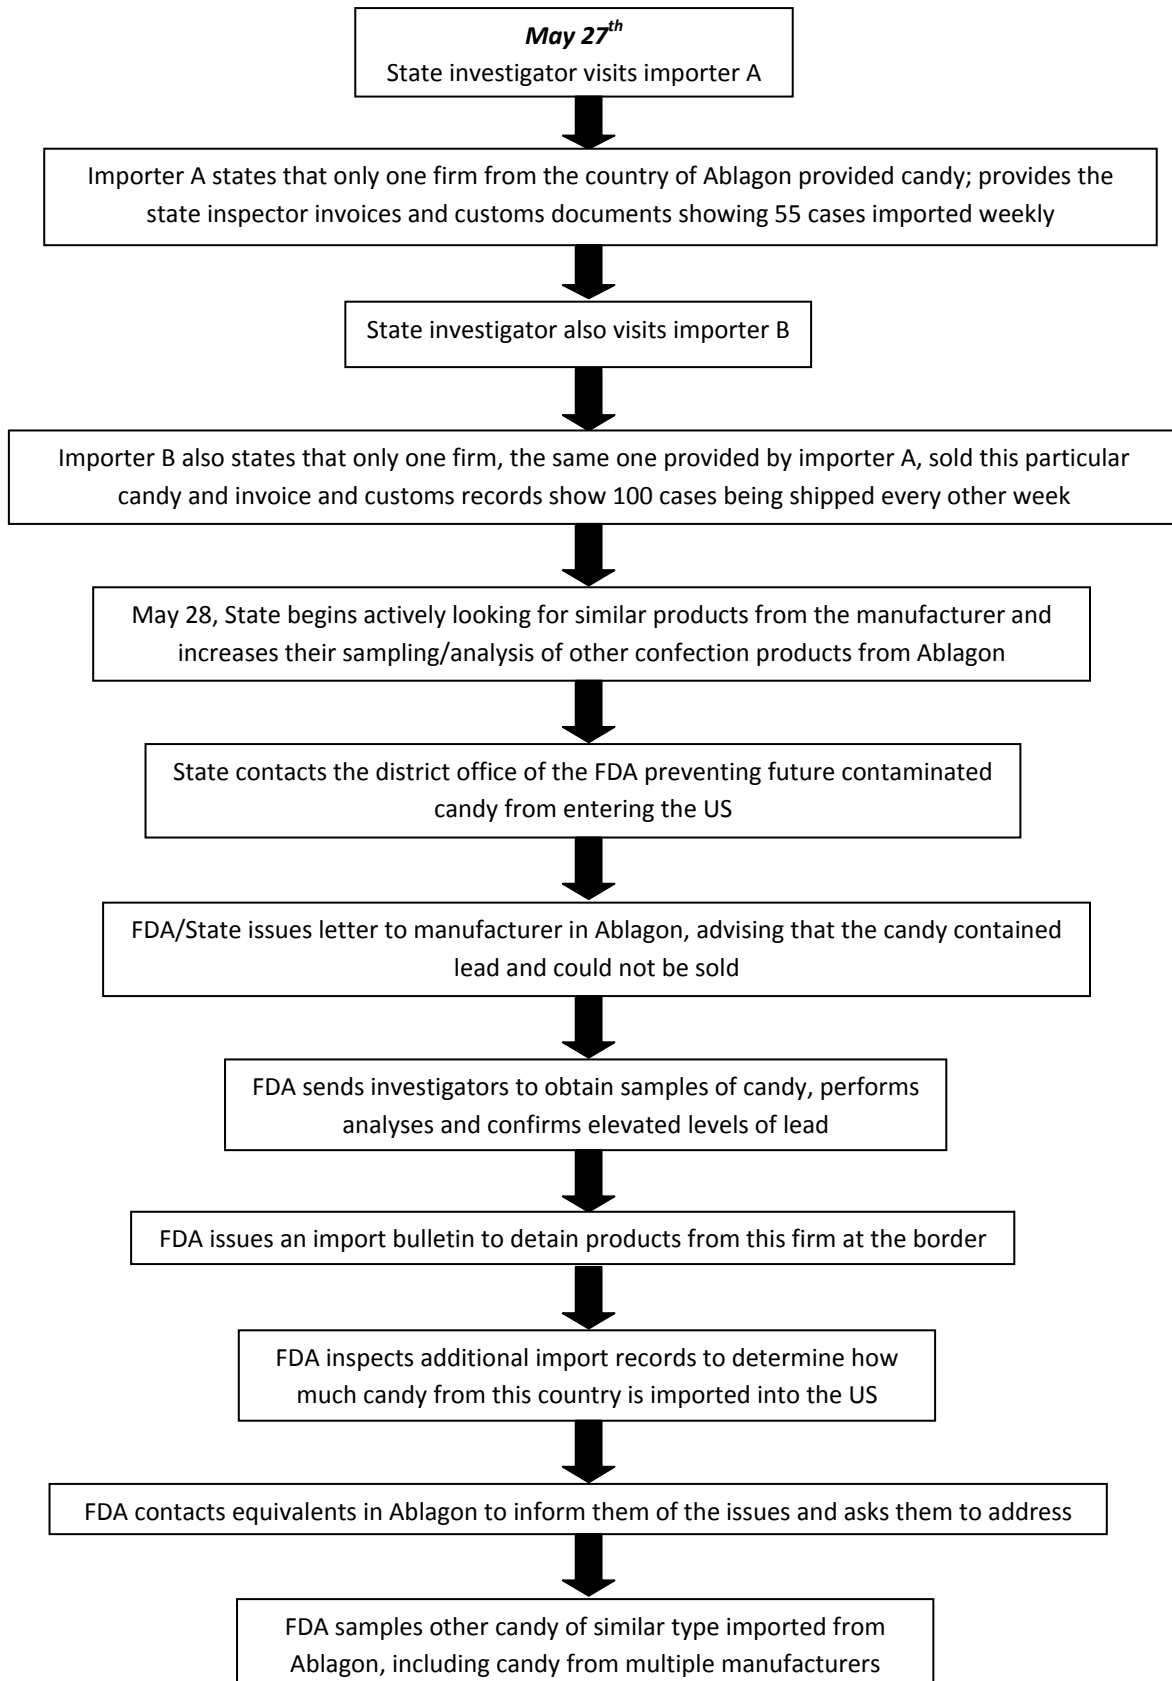 May 27th
State investigator visits importer A
Importer A states that only one firm from the country of Ablagon provided candy; provides the
state inspector invoices and customs documents showing 55 cases imported weekly
State investigator also visits importer B
Importer B also states that only one firm, the same one provided by importer A, sold this particular
candy and invoice and customs records show 100 cases being shipped every other week
May 28, State begins actively looking for similar products from the manufacturer and
increases their sampling/analysis of other confection products from Ablagon
State contacts the district office of the FDA preventing future contaminated
candy from entering the US
FDA/State issues letter to manufacturer in Ablagon, advising that the candy contained
lead and could not be sold
FDA sends investigators to obtain samples of candy, performs
analyses and confirms elevated levels of lead
FDA issues an import bulletin to detain products from this firm at the border
FDA inspects additional import records to determine how
much candy from this country is imported into the US
FDA contacts equivalents in Ablagon to inform them of the issues and asks them to address
FDA samples other candy of similar type imported from
Ablagon, including candy from multiple manufacturers